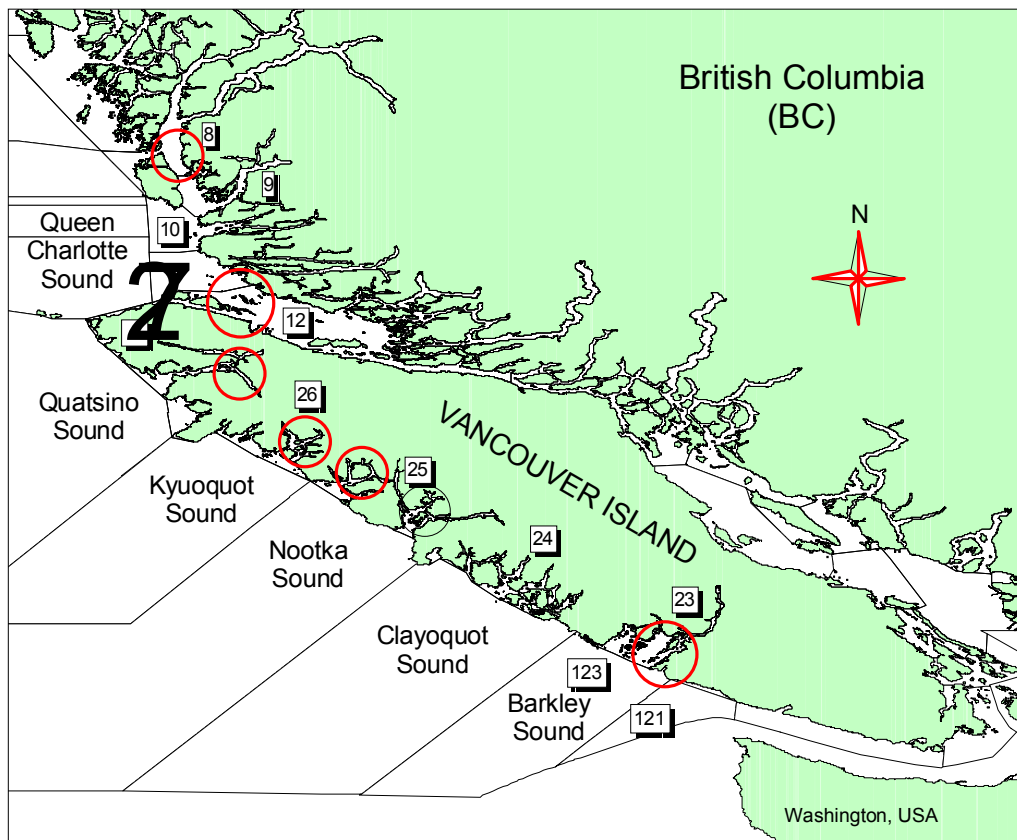 British Columbia
(BC)
8
9
N
10
Queen
Charlotte
Sound
12
26
Quatsino
Sound
VANCOUVER ISLAND
25
Kyuoquot
Sound
24
Nootka
Sound
23
Clayoquot
Sound
123
Barkley
Sound
121
Washington, USA